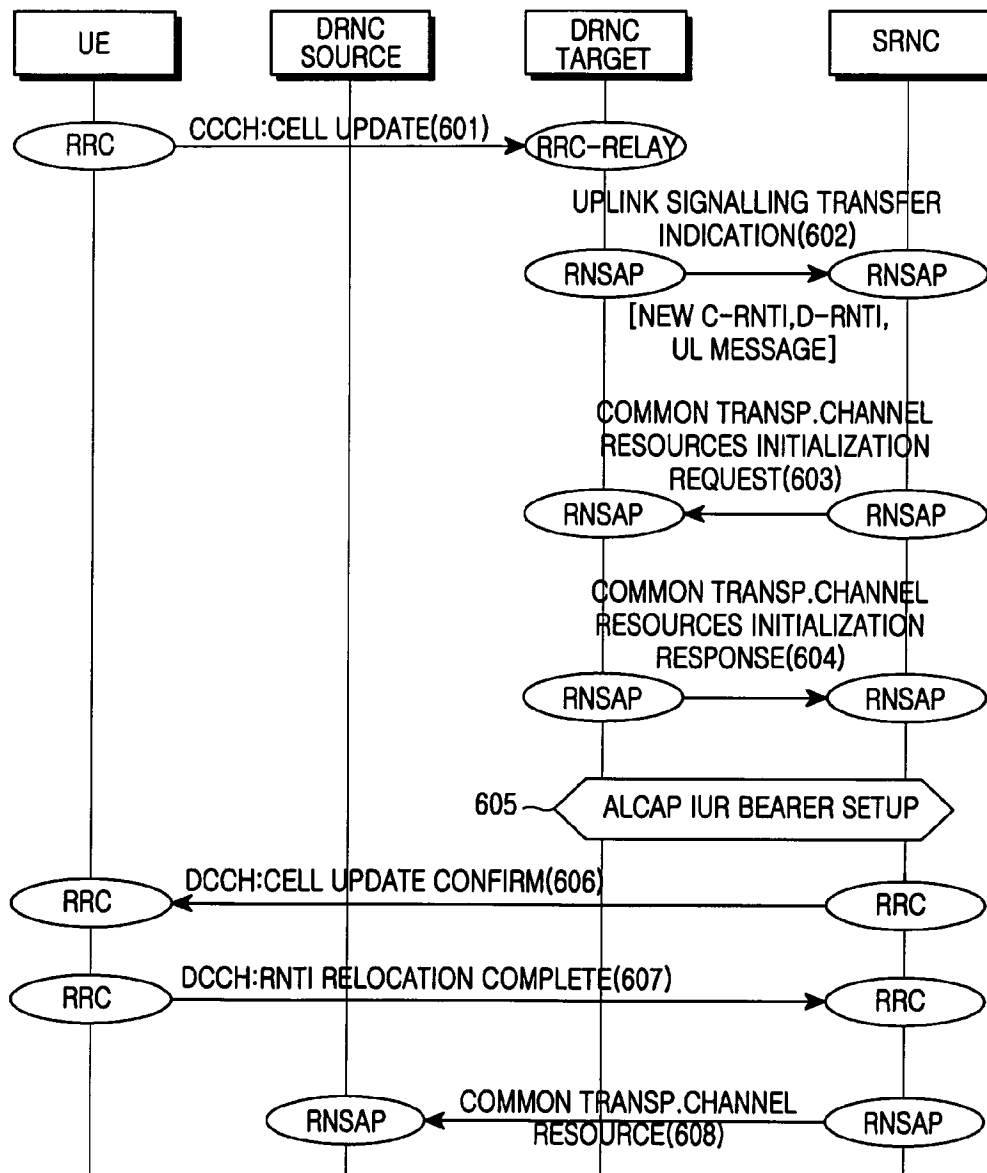 UE
DRNC
SOURCE
DRNC
TARGET
SRNC
RRC
CCCH:CELL UPDATE(601)
RRC-RELAY
UPLINK SIGNALLING TRANSFER
INDICATION(602)
RNSAP
RNSAP
[NEW C-RNTI,D-RNTI,
UL MESSAGE]
COMMON TRANSP.CHANNEL
RESOURCES INITIALIZATION
REQUEST(603)
RNSAP
RNSAP
COMMON TRANSP.CHANNEL
RESOURCES INITIALIZATION
RESPONSE(604)
RNSAP
RNSAP
605
ALCAP IUR BEARER SETUP
RRC
DCCH:CELL UPDATE CONFIRM(606)
RRC
RRC
DCCH:RNTI RELOCATION COMPLETE(607)
RRC
RNSAP
COMMON TRANSP.CHANNEL
RESOURCE(608)
RNSAP